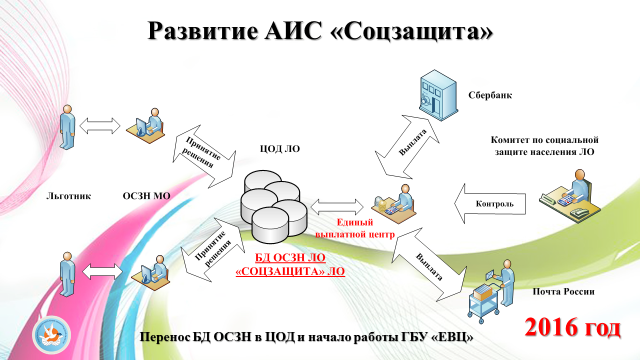 Развитие АИС «Соцзащита»
Сбербанк
Принятие
решения
ЦОД ЛО
Выплата
Комитет по социальной
защите населения ЛО
Льготник
ОСЗН МО
Контроль
Единый
выплатной центр
Принятие
решения
БД ОСЗН ЛО
«СОЦЗАЩИТА» ЛО
Выплата
Почта России
2016 год
Перенос БД ОСЗН в ЦОД и начало работы ГБУ «ЕВЦ»